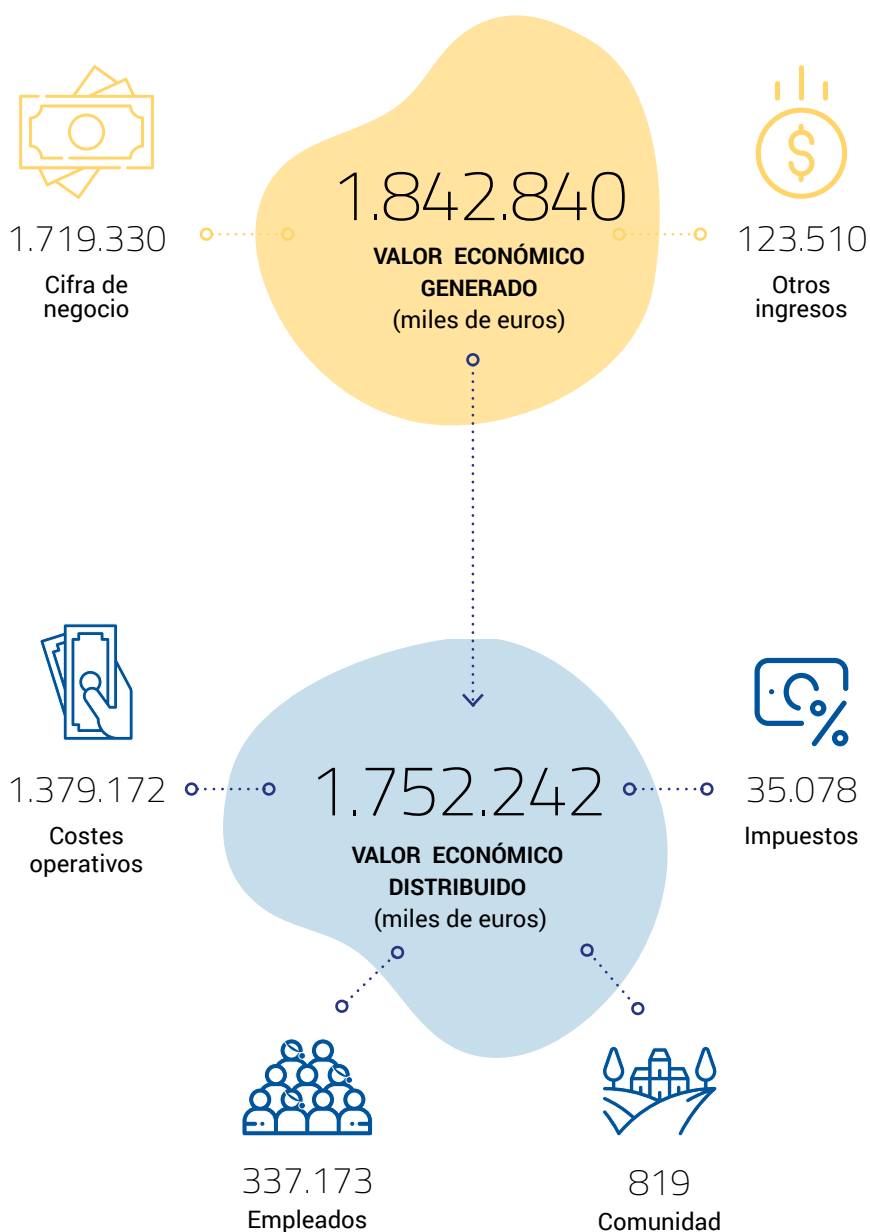 1.842.840
VALOR ECONÓMICO
GENERADO
(miles de euros)
1.719.330
Cifra de
negocio
123.510
Otros
ingresos
1.752.242
VALOR ECONÓMICO
DISTRIBUIDO
(miles de euros)
1.379.172
Costes
operativos
35.078
Impuestos
337.173
Empleados
819
Comunidad